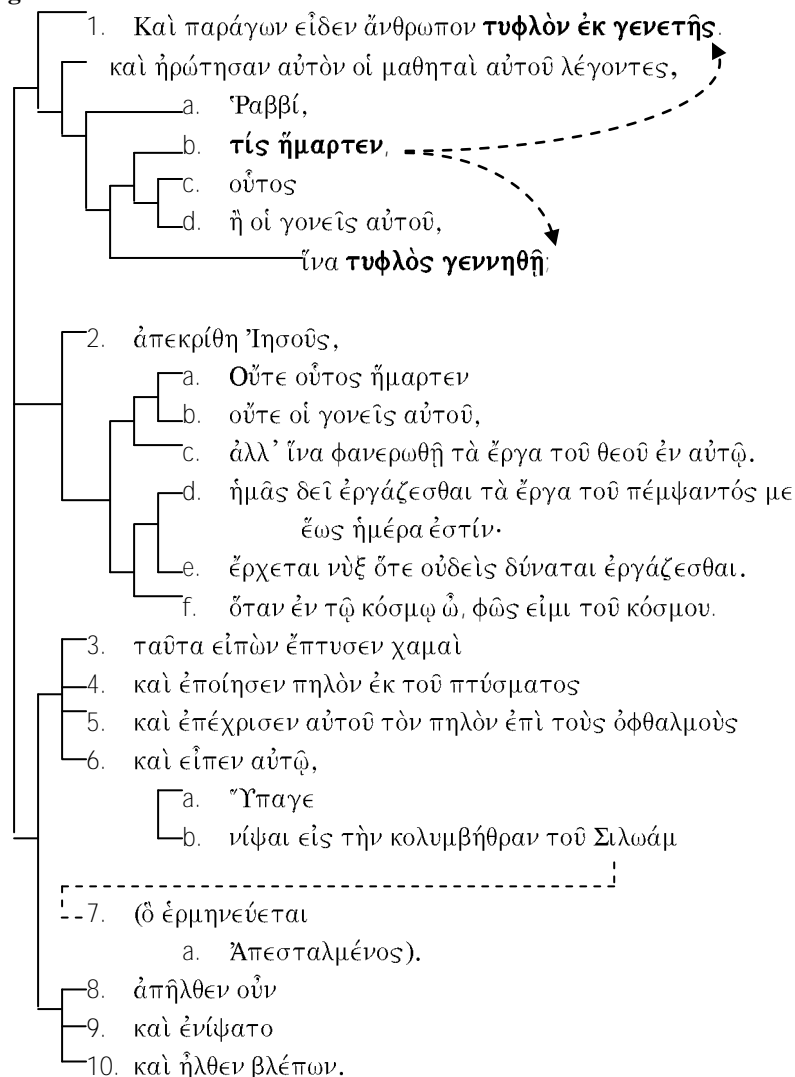 1. Καὶ παράγων εἶδεν ἄνθρωπον τυφλὸν ἐκ γενετῆς.
καὶ ἠρώτησαν αὐτὸν οἱ μαθηταὶ αὐτοῦ λέγοντες,
a. Ῥαββί,
b. τίς ἥμαρτεν,
c. οὗτος
d. ἢ οἱ γονεῖς αὐτοῦ,
ἵνα τυφλὸς γεννηθῇ;
2. ἀπεκρίθη Ἰησοῦς,
a. Οὔτε οὗτος ἥμαρτεν
b. οὔτε οἱ γονεῖς αὐτοῦ,
c. ἀλλ’ ἵνα φανερωθῇ τὰ ἔργα τοῦ θεοῦ ἐν αὐτῷ.
d. ἡμᾶς δεῖ ἐργάζεσθαι τὰ ἔργα τοῦ πέμψαντός με
ἕως ἡμέρα ἐστίν·
e. ἔρχεται νὺξ ὅτε οὐδεὶς δύναται ἐργάζεσθαι.
f. ὅταν ἐν τῷ κόσμῳ ὦ, φῶς εἰμι τοῦ κόσμου.
3. ταῦτα εἰπὼν ἔπτυσεν χαμαὶ
4. καὶ ἐποίησεν πηλὸν ἐκ τοῦ πτύσματος
5. καὶ ἐπέχρισεν αὐτοῦ τὸν πηλὸν ἐπὶ τοὺς ὀφθαλμοὺς
6. καὶ εἶπεν αὐτῷ,
a. Ὕπαγε
b. νίψαι εἰς τὴν κολυμβήθραν τοῦ Σιλωάμ
7. (ὃ ἑρμηνεύεται
a. Ἀπεσταλμένος).
8. ἀπῆλθεν οὖν
9. καὶ ἐνίψατο
10. καὶ ἦλθεν βλέπων.